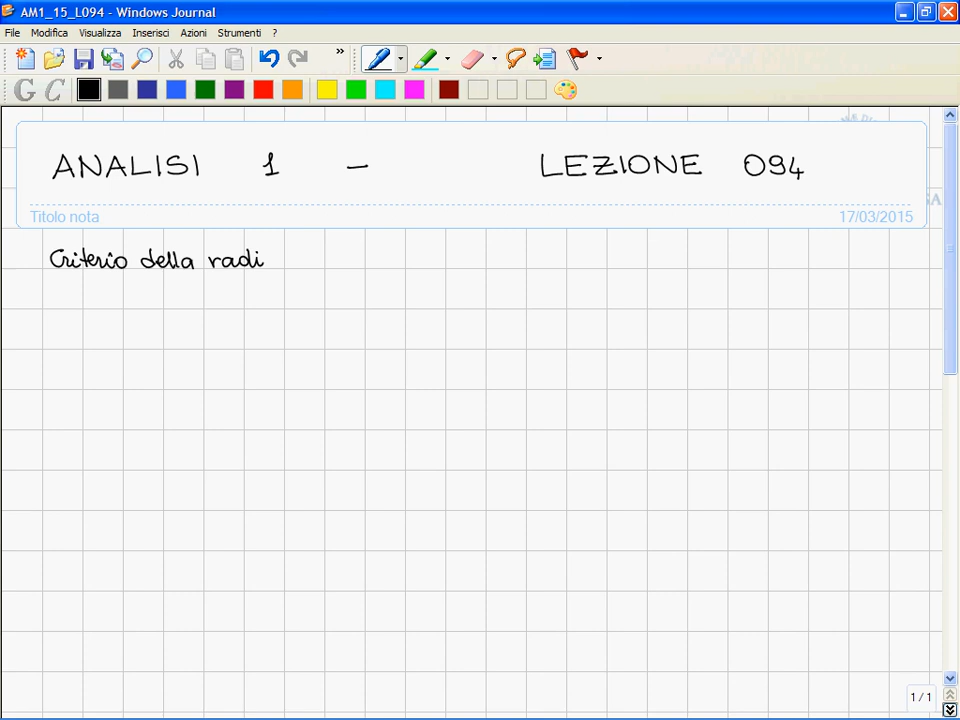 AM1_15_L094 - Windows Journal
File Modifica Visualizza Inserisci Azioni Strumenti ?
»
G C
ANALISI 1 - LEZIONE 094
Titolo nota 17/03/2015
Criterio della radi
1 / 1